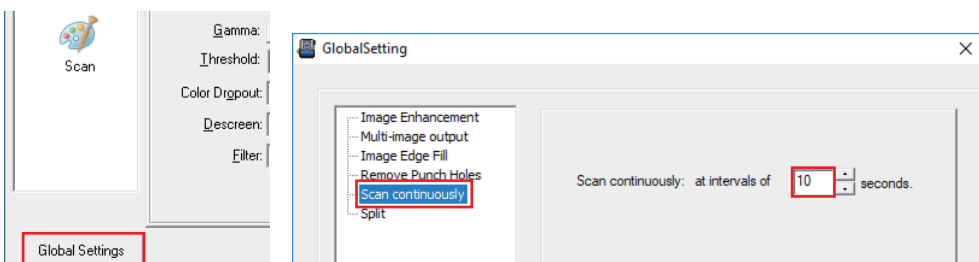 Scan
Gamma:
Threshold:
Color Dropout:
Descreen:
Filter:
Global Settings
GlobalSetting
Image Enhancement
Multi-image output
Image Edge Fill
Remove Punch Holes
Scan continuously
Split
Scan continuously: at intervals of 10 seconds.